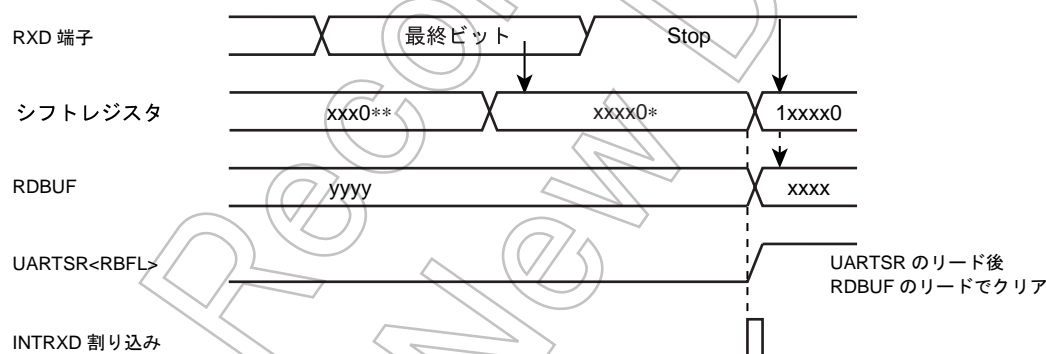 RXD 端子
最終ビット
Stop
シフトレジスタ
xxx0**
xxxx0*
1xxxx0
RDBUF
yyyy
xxxx
UARTSR<RBFL>
UARTSR のリード後
RDBUF のリードでクリア
INTRXD 割り込み